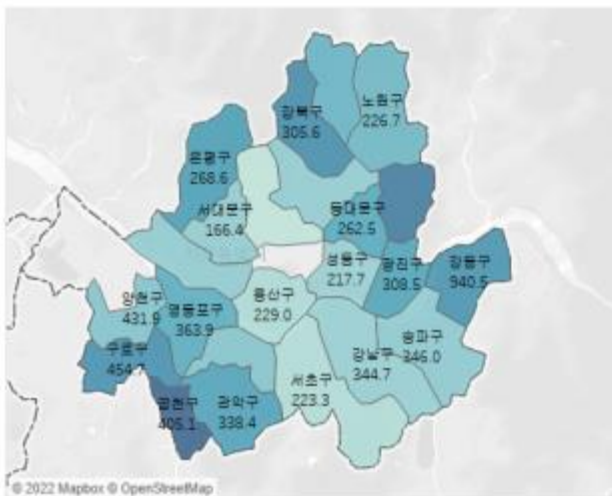 강북구
305.6
노원구
226.7
은평구
268.6
서대문구
166.4
동대문구
262.5
성동구
217.7
광진구
308.5
강동구
940.5
양천구
431.9
영등포구
363.9
용산구
229.0
송파구
346.0
강남구
344.7
구로구
454.7
서초구
223.3
금천구
405.1
관악구
338.4
© 2022 Mapbox © OpenStreetMap